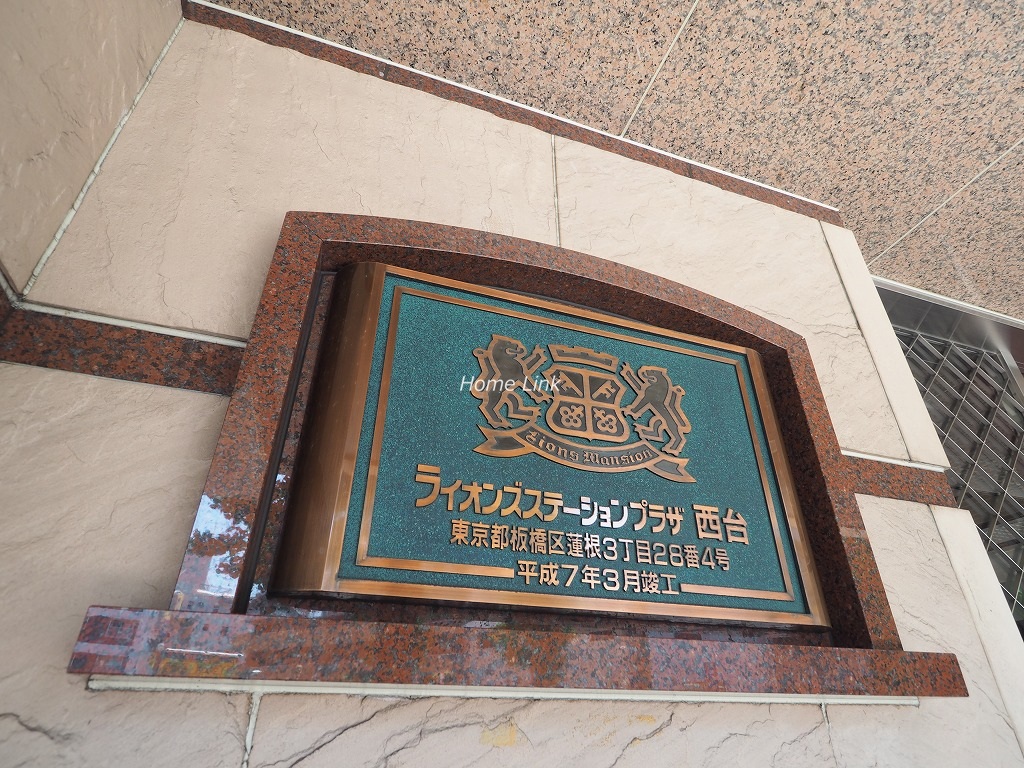 Home Link
Lions Mansion
ライオンズステーションプラザ 西台
東京都板橋区蓮根3丁目28番4号
平成7年3月竣工